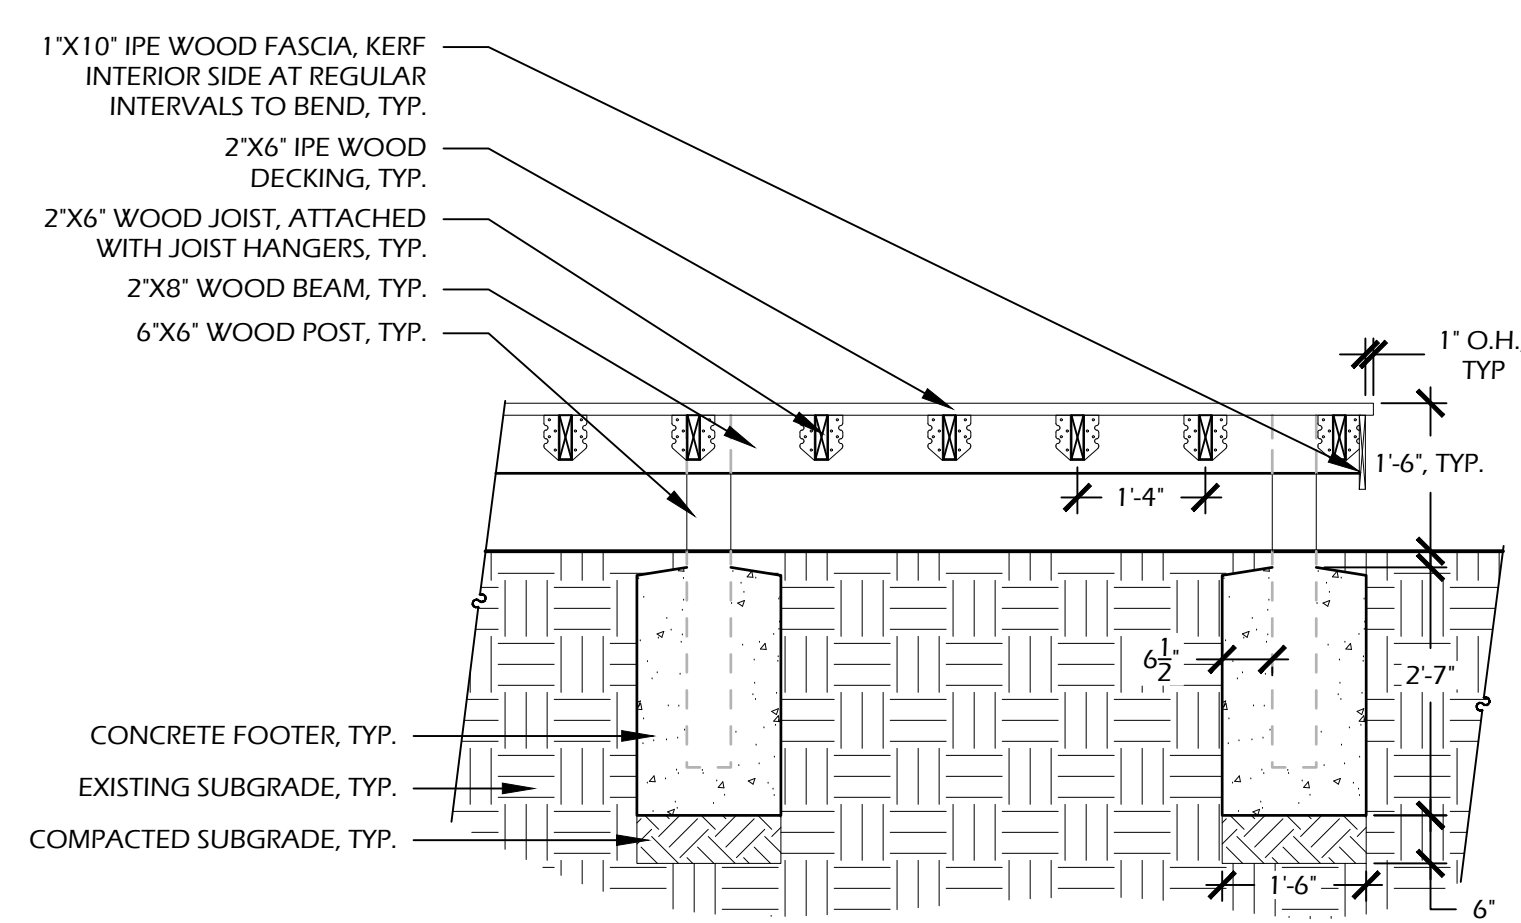 1"X10" IPE WOOD FASCIA, KERF
INTERIOR SIDE AT REGULAR
INTERVALS TO BEND, TYP.
2"X6" IPE WOOD
DECKING, TYP.
2"X6" WOOD JOIST, ATTACHED
WITH JOIST HANGERS, TYP.
2"X8" WOOD BEAM, TYP.
6"X6" WOOD POST, TYP.
1" O.H.,
TYP
1'-6", TYP.
1'-4"
6 1/2"
2'-7"
CONCRETE FOOTER, TYP.
EXISTING SUBGRADE, TYP.
COMPACTED SUBGRADE, TYP.
1'-6"
6"